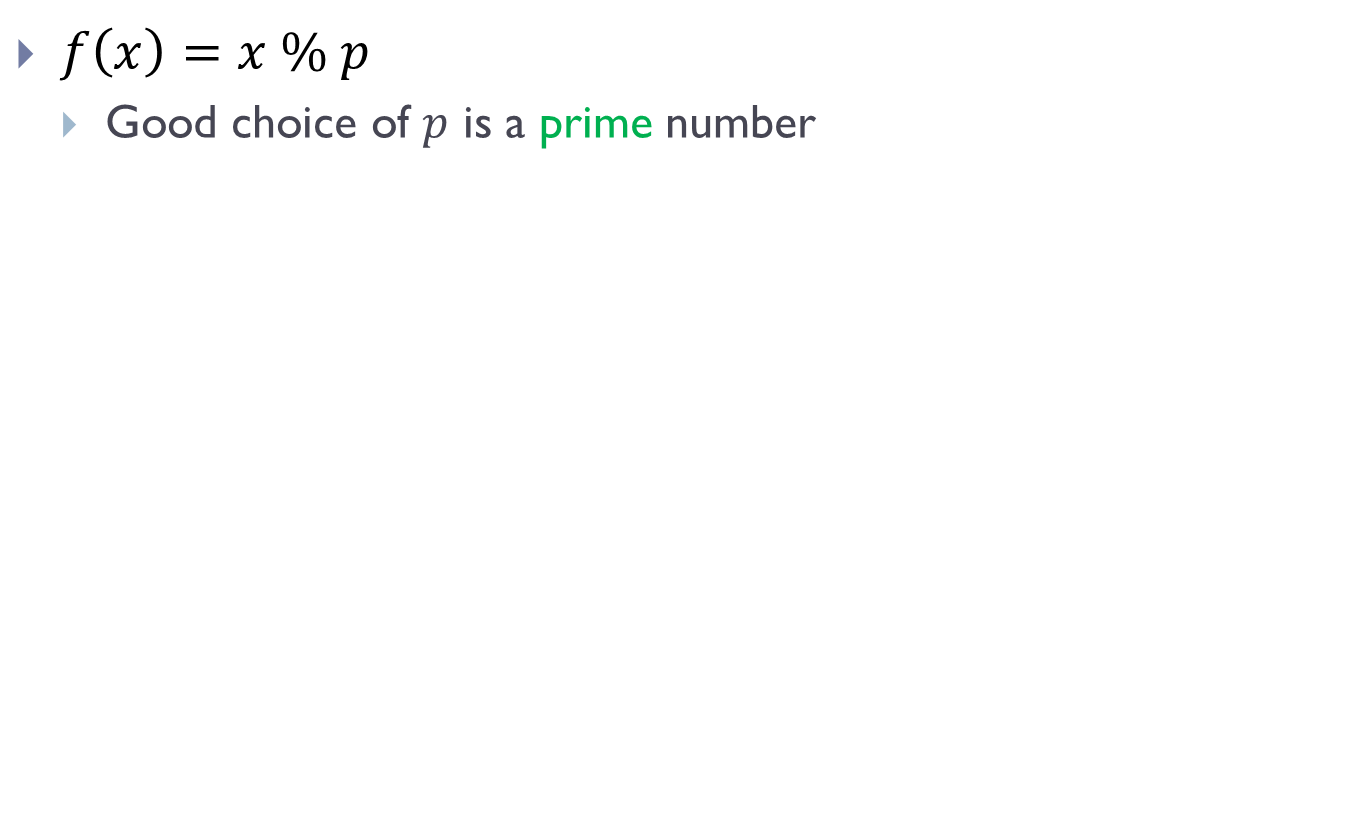 f(x) = x % p
Good choice of p is a prime number